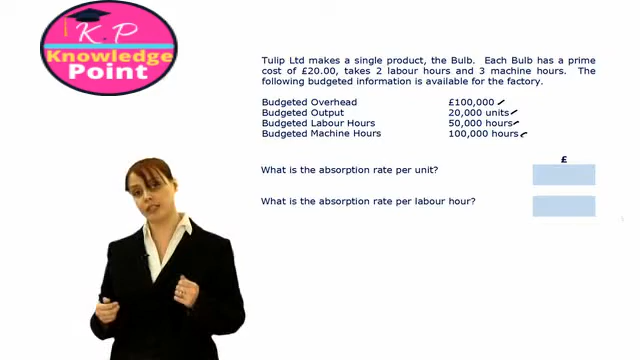 K.P
Knowledge
Point
Tulip Ltd makes a single product, the Bulb. Each Bulb has a prime
cost of £20.00, takes 2 labour hours and 3 machine hours. The
following budgeted information is available for the factory.
Budgeted Overhead £100,000
Budgeted Output 20,000 units
Budgeted Labour Hours 50,000 hours
Budgeted Machine Hours 100,000 hours
£
What is the absorption rate per unit?
What is the absorption rate per labour hour?